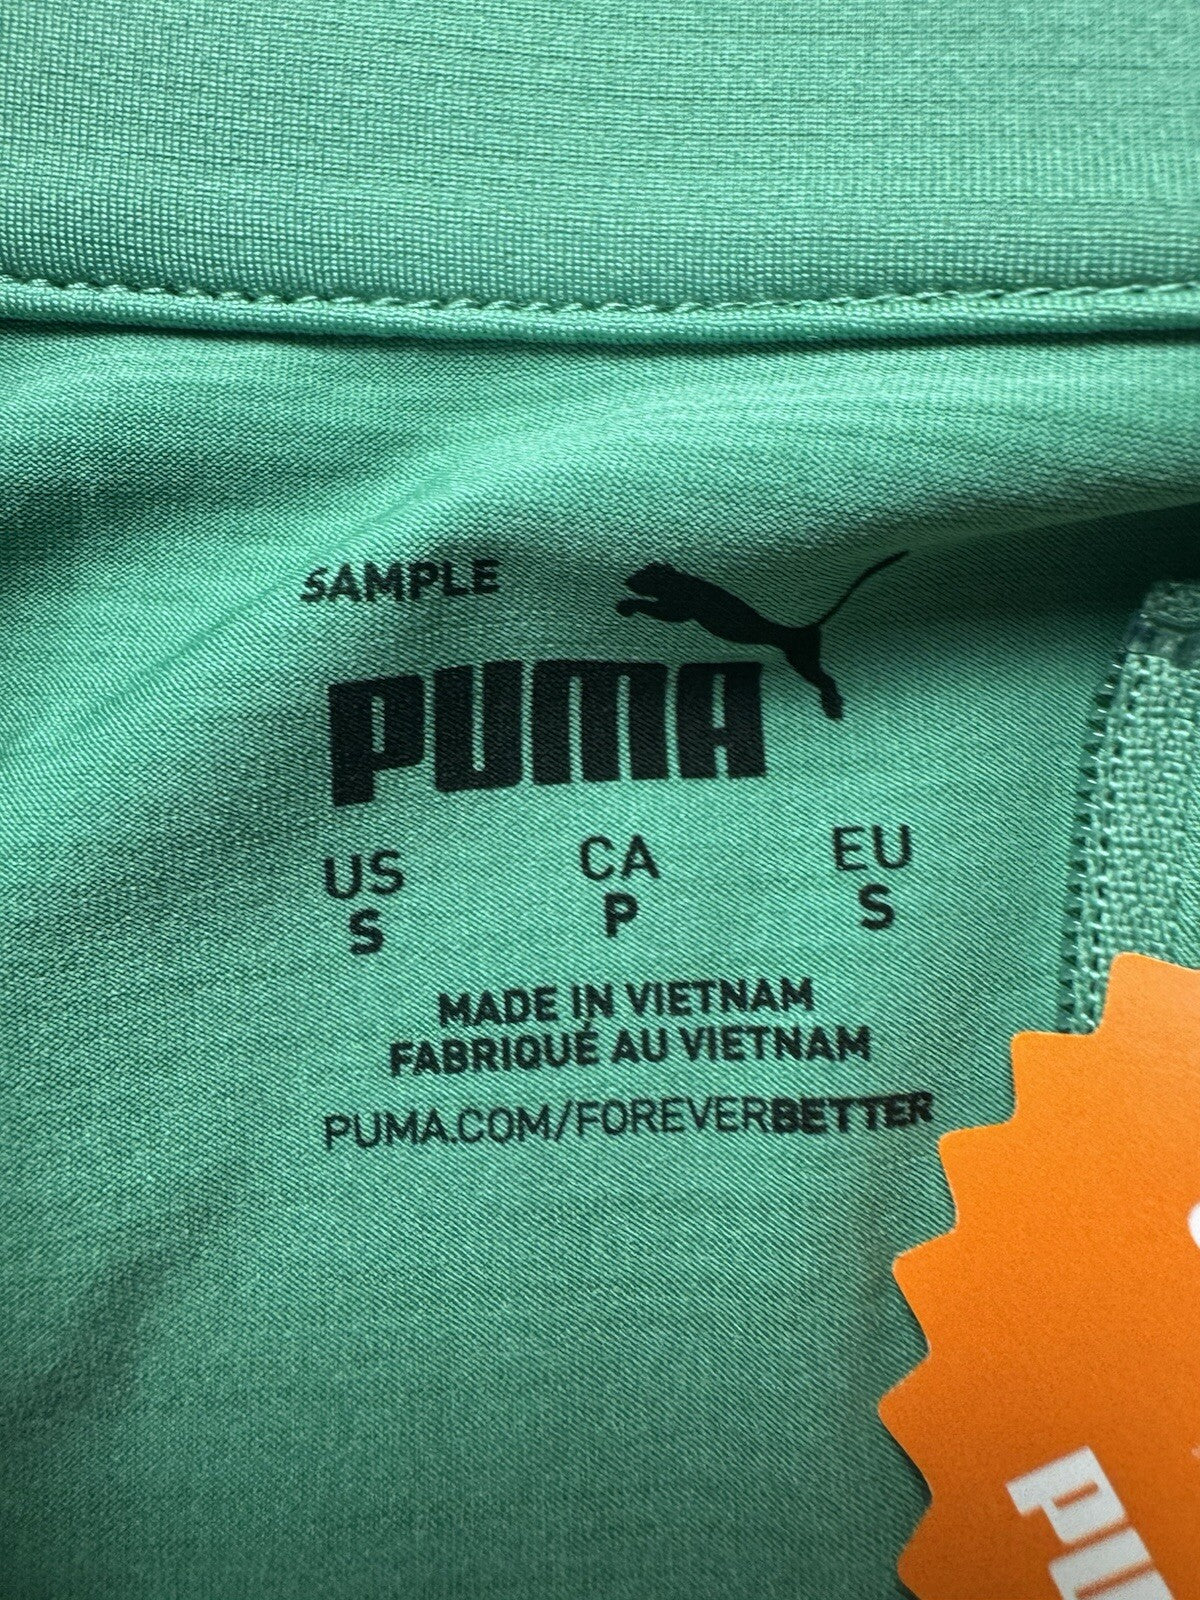 SAMPLE
PUMA
US CA EU
S P S
MADE IN VIETNAM
FABRIQUÉ AU VIETNAM
PUMA.COM/FOREVERBETTER